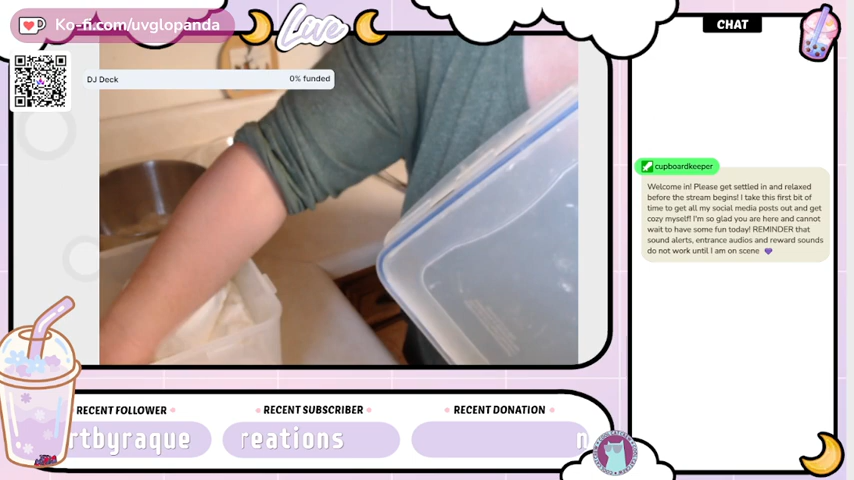 Ko-fi.com/uvglopanda
Live
CHAT
DJ Deck
0% funded
cupboardkeeper
Welcome in! Please get settled in and relaxed
before the stream begins! I take this first bit of
time to get all my social media posts out and get
cozy myself! I'm so glad you are here and cannot
wait to have some fun today! REMINDER that
sound alerts, entrance audios and reward sounds
do not work until I am on scene
RECENT FOLLOWER
RECENT SUBSCRIBER
RECENT DONATION
rtbyraque
reations
n